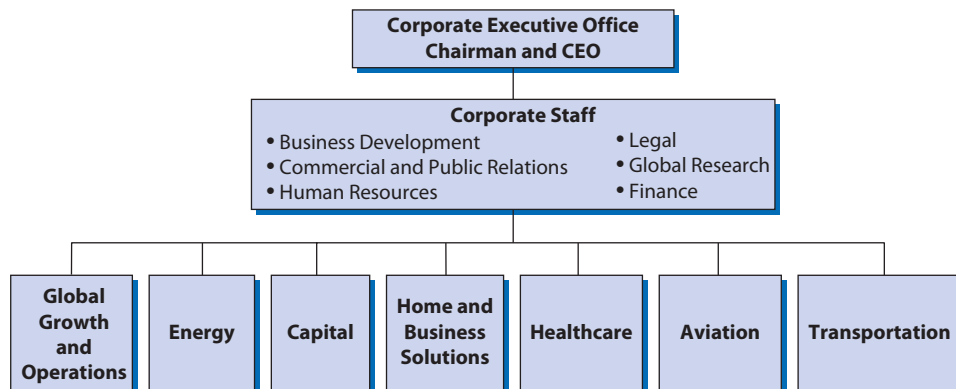 Corporate Executive Office
Chairman and CEO
Corporate Staff
• Business Development
• Commercial and Public Relations
• Human Resources
• Legal
• Global Research
• Finance
Global
Growth
and
Operations
Energy
Capital
Home and
Business
Solutions
Healthcare
Aviation
Transportation